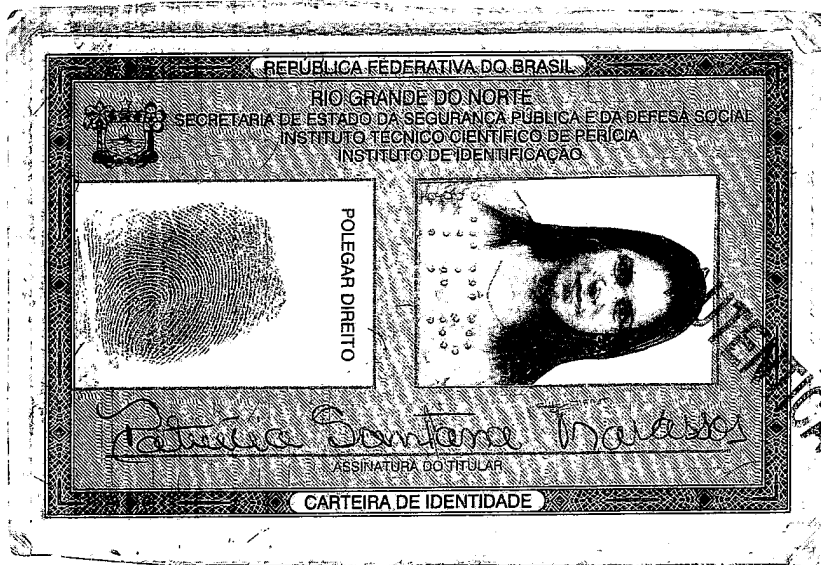 REPÚBLICA FEDERATIVA DO BRASIL
RIO GRANDE DO NORTE
SECRETARIA DE ESTADO DA SEGURANÇA PÚBLICA E DA DEFESA SOCIAL
INSTITUTO TÉCNICO CIENTÍFICO DE PERÍCIA
INSTITUTO DE IDENTIFICAÇÃO
POLEGAR DIREITO
Patrícia Santana
ASSINATURA DO TITULAR
CARTEIRA DE IDENTIDADE